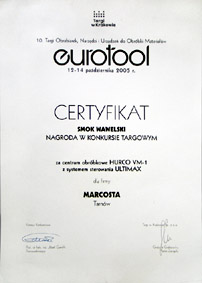 Targi
w Krakowie
10. Targi Obrabiarek, Narzędzi i Urządzeń do Obróbki Materiałów
eurotool
12-14 października 2005 r.
CERTYFIKAT
SMOK WAWELSKI
NAGRODA W KONKURSIE TARGOWYM
za centrum obróbkowe HURCO VM-1
z systemem sterowania ULTIMAX
dla firmy
MARCOSTA
Tarnów